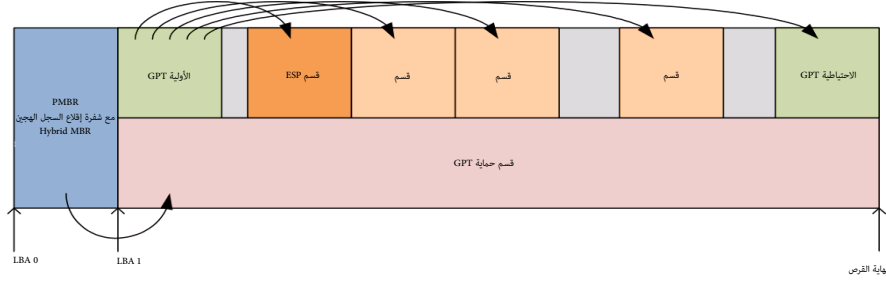 PMBR
مع شفرة إقلاع السجل الهجين
Hybrid MBR
GPT الأولية
قسم ESP
قسم
قسم
قسم
GPT الاحتياطية
قسم حماية GPT
LBA 0
LBA 1
نهاية القرص